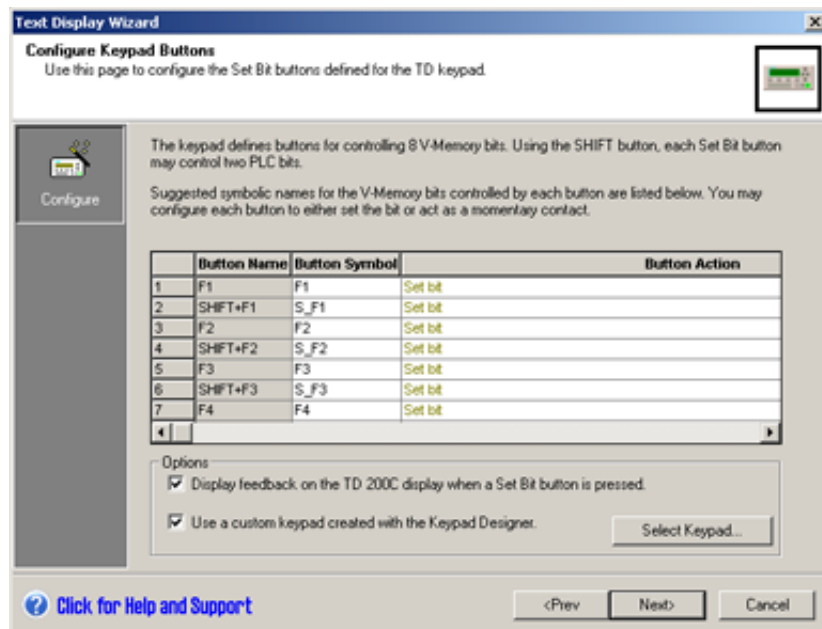 Text Display Wizard
Configure Keypad Buttons
Use this page to configure the Set Bit buttons defined for the TD keypad.
Configure
The keypad defines buttons for controlling 8 V-Memory bits. Using the SHIFT button, each Set Bit button
may control two PLC bits.
Suggested symbolic names for the V-Memory bits controlled by each button are listed below. You may
configure each button to either set the bit or act as a momentary contact.
Button Name Button Symbol Button Action
1 F1 F1 Set bit
2 SHIFT+F1 S_F1 Set bit
3 F2 F2 Set bit
4 SHIFT+F2 S_F2 Set bit
5 F3 F3 Set bit
6 SHIFT+F3 S_F3 Set bit
7 F4 F4 Set bit
Options
Display feedback on the TD 200C display when a Set Bit button is pressed.
Use a custom keypad created with the Keypad Designer.
Select Keypad...
Click for Help and Support
<Prev Next> Cancel